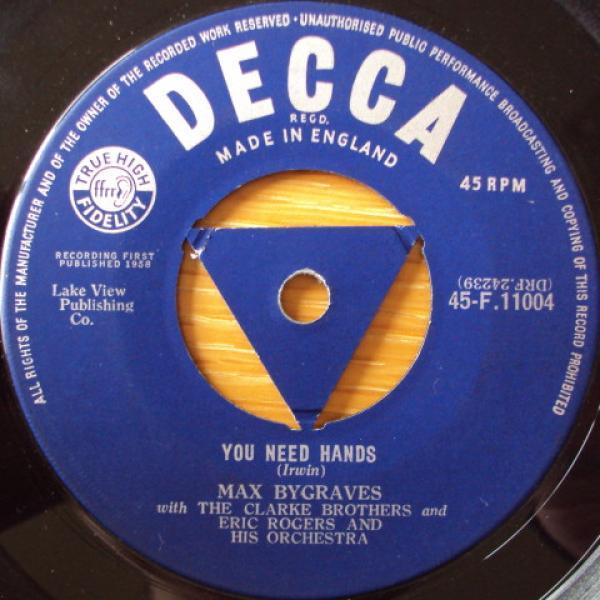 ALL RIGHTS OF THE MANUFACTURER AND OF THE OWNER OF THE RECORDED WORK RESERVED · UNAUTHORISED PUBLIC PERFORMANCE BROADCASTING AND COPYING OF THIS RECORD PROHIBITED
DECCA
REGD.
MADE IN ENGLAND
TRUE HIGH
ffrr
FIDELITY
45 RPM
RECORDING FIRST
PUBLISHED 1958
Lake View
Publishing
Co.
(DRF.24239)
45-F.11004
YOU NEED HANDS
(Irwin)
MAX BYGRAVES
with THE CLARKE BROTHERS and
ERIC ROGERS AND
HIS ORCHESTRA